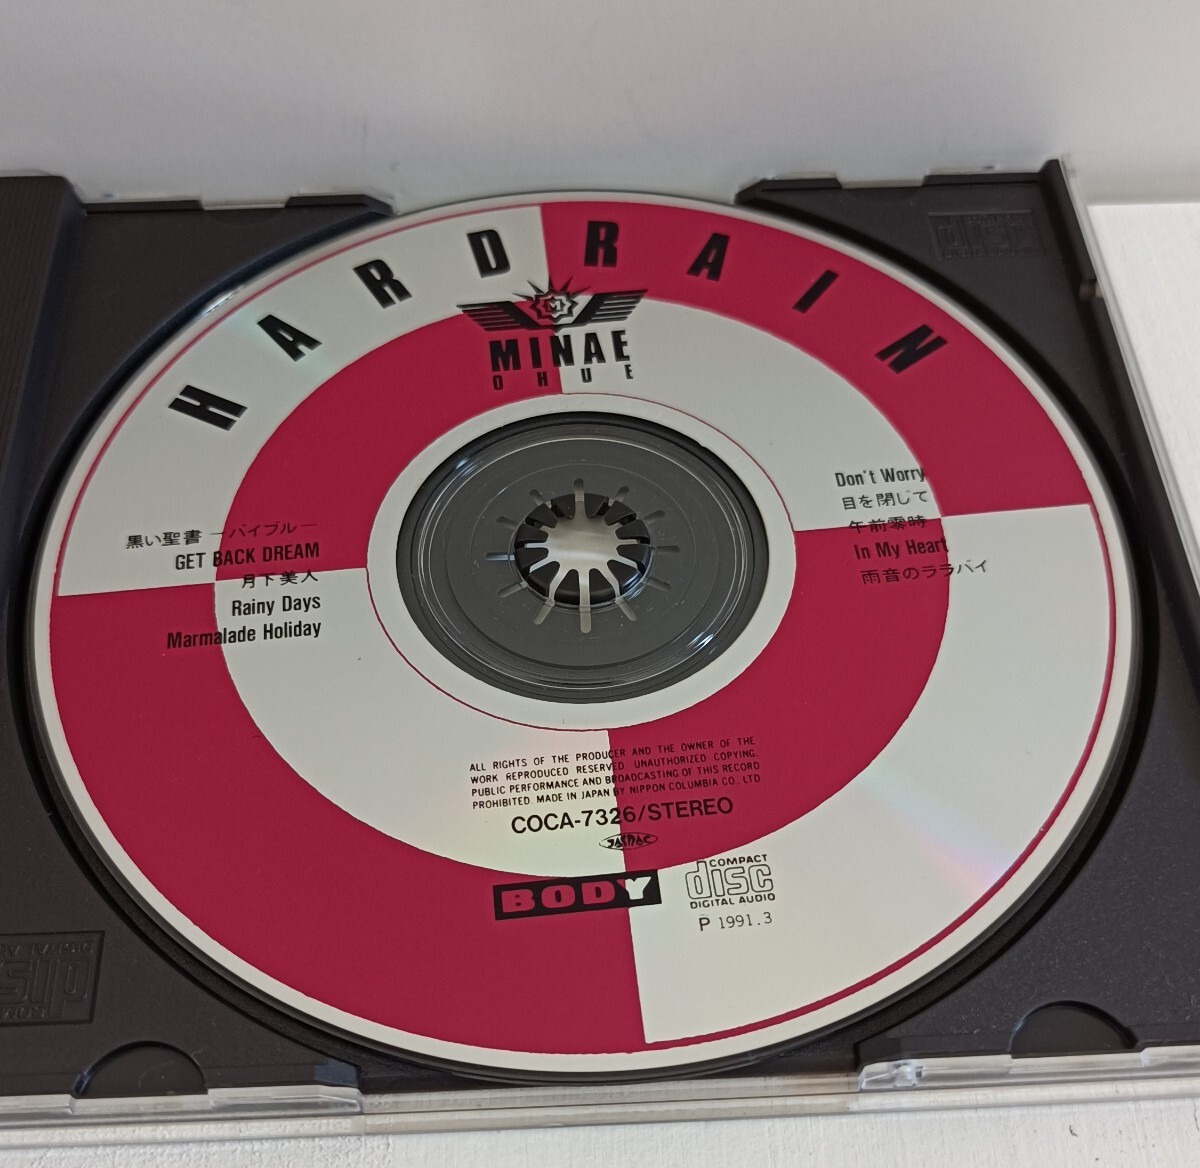 HARD RAIN
M
MINAE
OHUE
黒い聖書 ―バイブル―
GET BACK DREAM
月下美人
Rainy Days
Marmalade Holiday
Don't Worry
目を閉じて
午前零時
In My Heart
雨音のララバイ
ALL RIGHTS OF THE PRODUCER AND THE OWNER OF THE
WORK REPRODUCED RESERVED. UNAUTHORIZED COPYING.
PUBLIC PERFORMANCE AND BROADCASTING OF THIS RECORD
PROHIBITED. MADE IN JAPAN BY NIPPON COLUMBIA CO., LTD
COCA-7326/STEREO
JASRAC
BODY
COMPACT
disc
DIGITAL AUDIO
P 1991.3